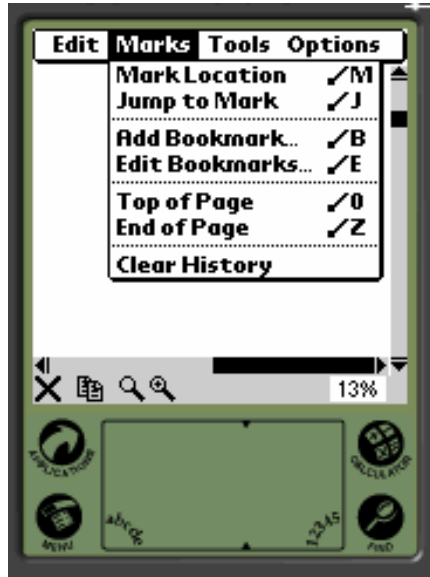 Edit Marks Tools Options
Mark Location ✓M
Jump to Mark ✓J
Add Bookmark... ✓B
Edit Bookmarks... ✓E
Top of Page ✓0
End of Page ✓Z
Clear History
13%
APPLICATIONS
CALCULATOR
MENU
abcde
12345
FIND